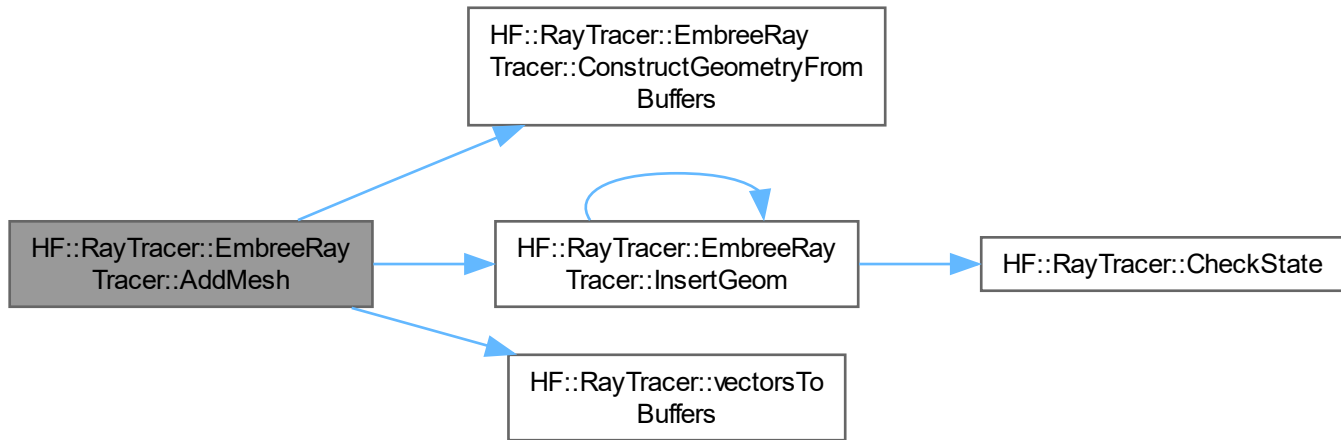 HF::RayTracer::EmbreeRay
Tracer::ConstructGeometryFrom
Buffers
HF::RayTracer::EmbreeRay
Tracer::AddMesh
HF::RayTracer::EmbreeRay
Tracer::InsertGeom
HF::RayTracer::CheckState
HF::RayTracer::vectorsTo
Buffers